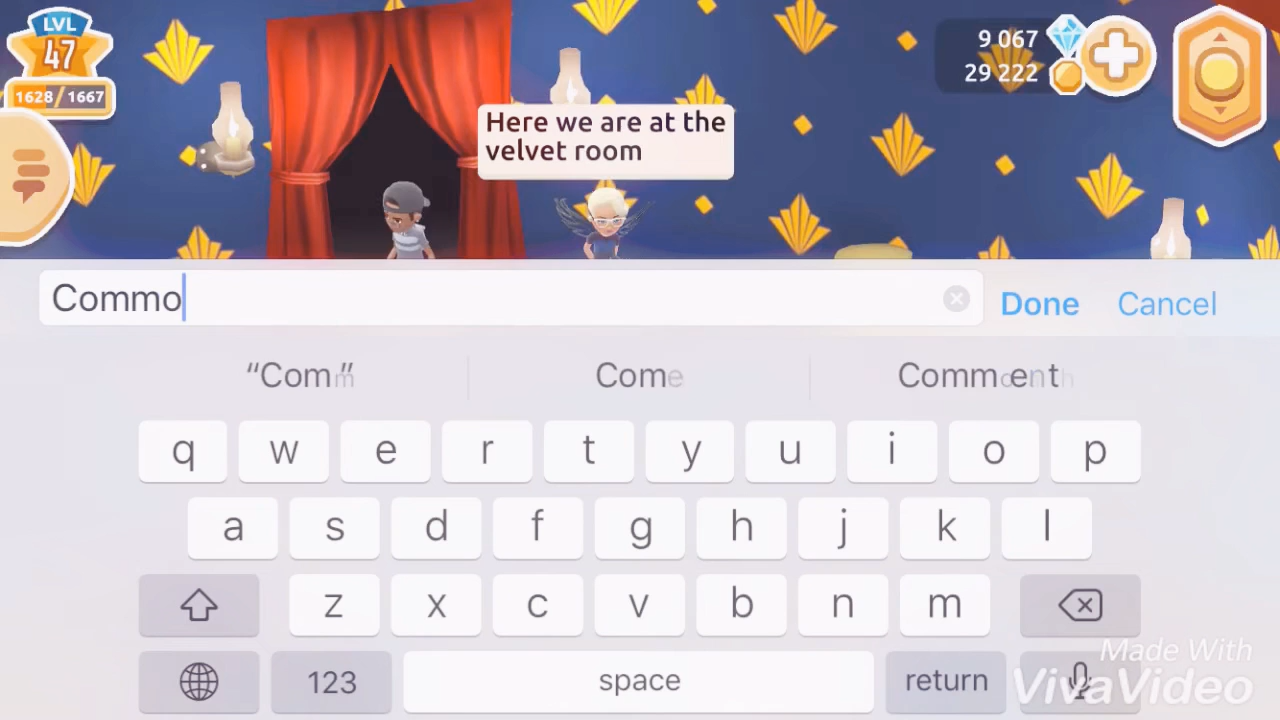 LVL
47
1628/1667
9 067
29 222
Here we are at the
velvet room
Commo
Done
Cancel
"Com"
Come
Comment
q w e r t y u i o p
a s d f g h j k l
z x c v b n m
123
space
return
Made With
VivaVideo